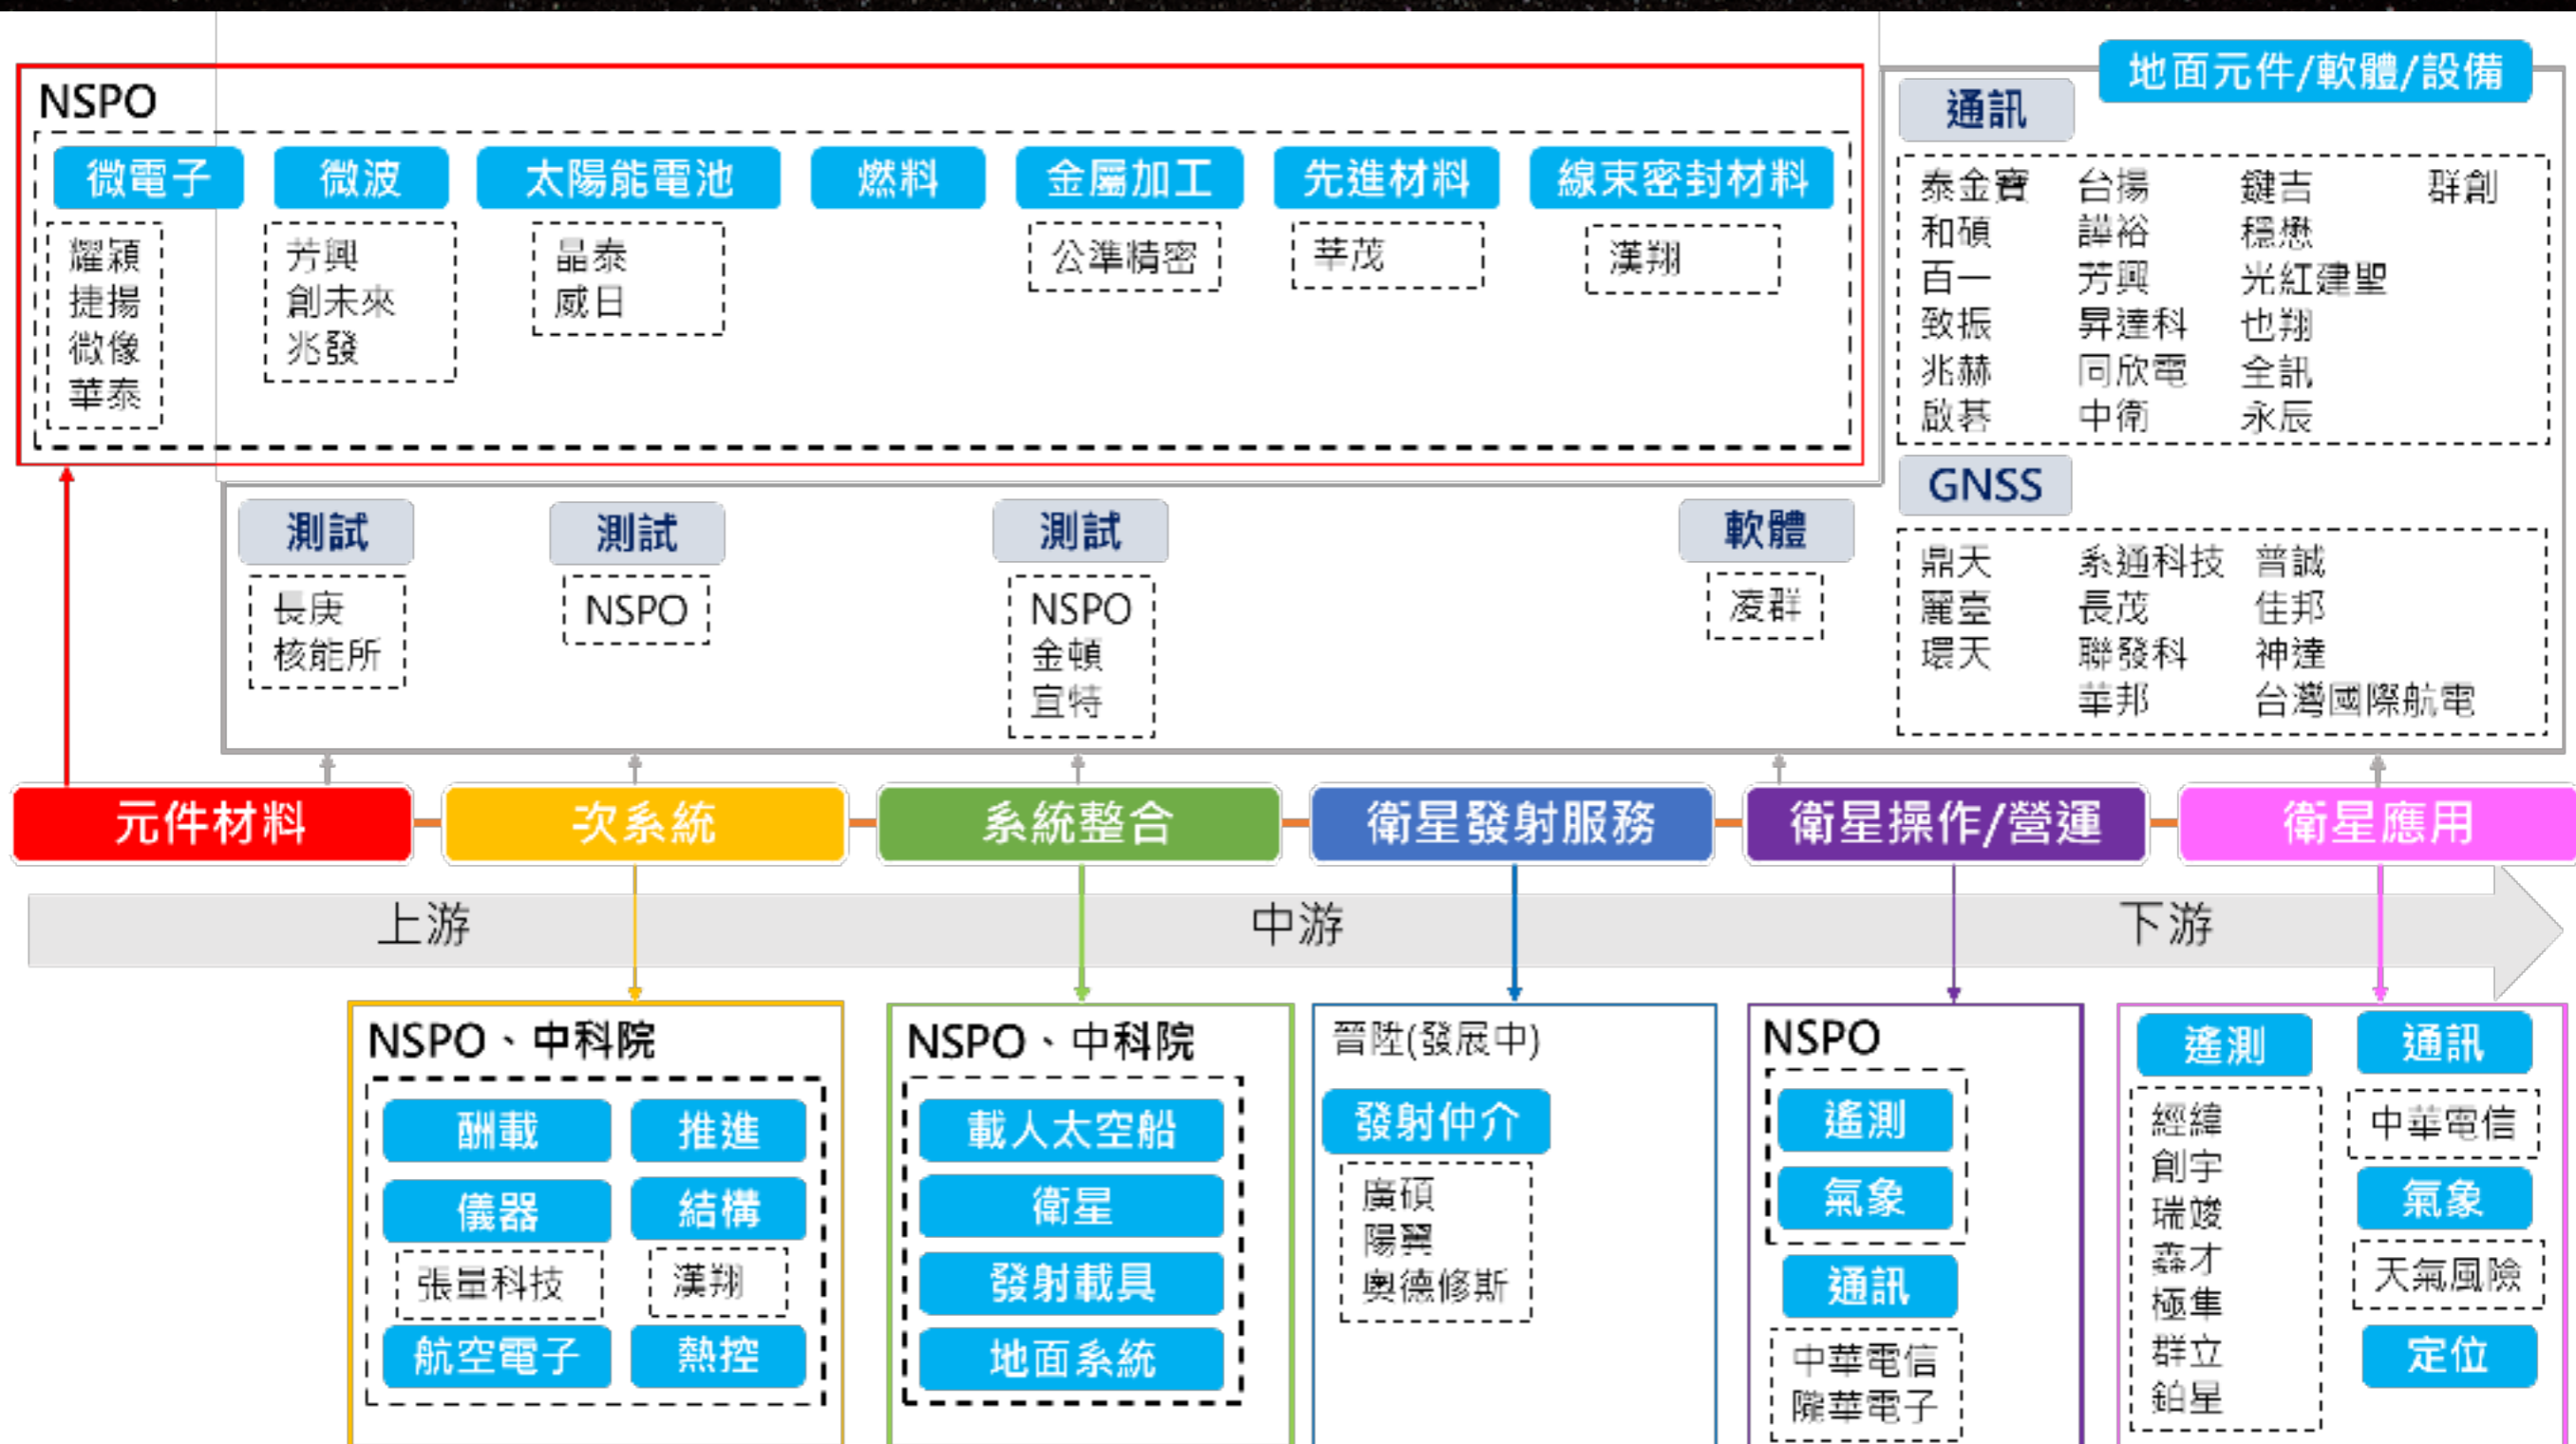 NSPO
微電子 微波 太陽能電池 燃料 金屬加工 先進材料 線束密封材料
耀穎
捷揚
微像
華泰
芳興
創未來
兆發
晶泰
威日
公準精密
莘茂
漢翔
地面元件/軟體/設備
通訊
泰金寶 台揚 鍵吉 群創
和碩 譁裕 穩懋
百一 芳興 光紅建聖
致振 昇達科 也翔
兆赫 同欣電 全訊
啟碁 中衛 永辰
GNSS
鼎天 系通科技 普誠
麗臺 長茂 佳邦
環天 聯發科 神達
華邦 台灣國際航電
測試
長庚
核能所
測試
NSPO
測試
NSPO
金頓
宜特
軟體
凌群
元件材料 次系統 系統整合 衛星發射服務 衛星操作/營運 衛星應用
上游 中游 下游
NSPO、中科院
酬載 推進
儀器 結構
張量科技 漢翔
航空電子 熱控
NSPO、中科院
載人太空船
衛星
發射載具
地面系統
晉陞(發展中)
發射仲介
廣碩
陽翼
奧德修斯
NSPO
遙測
氣象
通訊
中華電信
隴華電子
遙測
經緯
創宇
瑞竣
鑫才
極隼
群立
鉑星
通訊
中華電信
氣象
天氣風險
定位